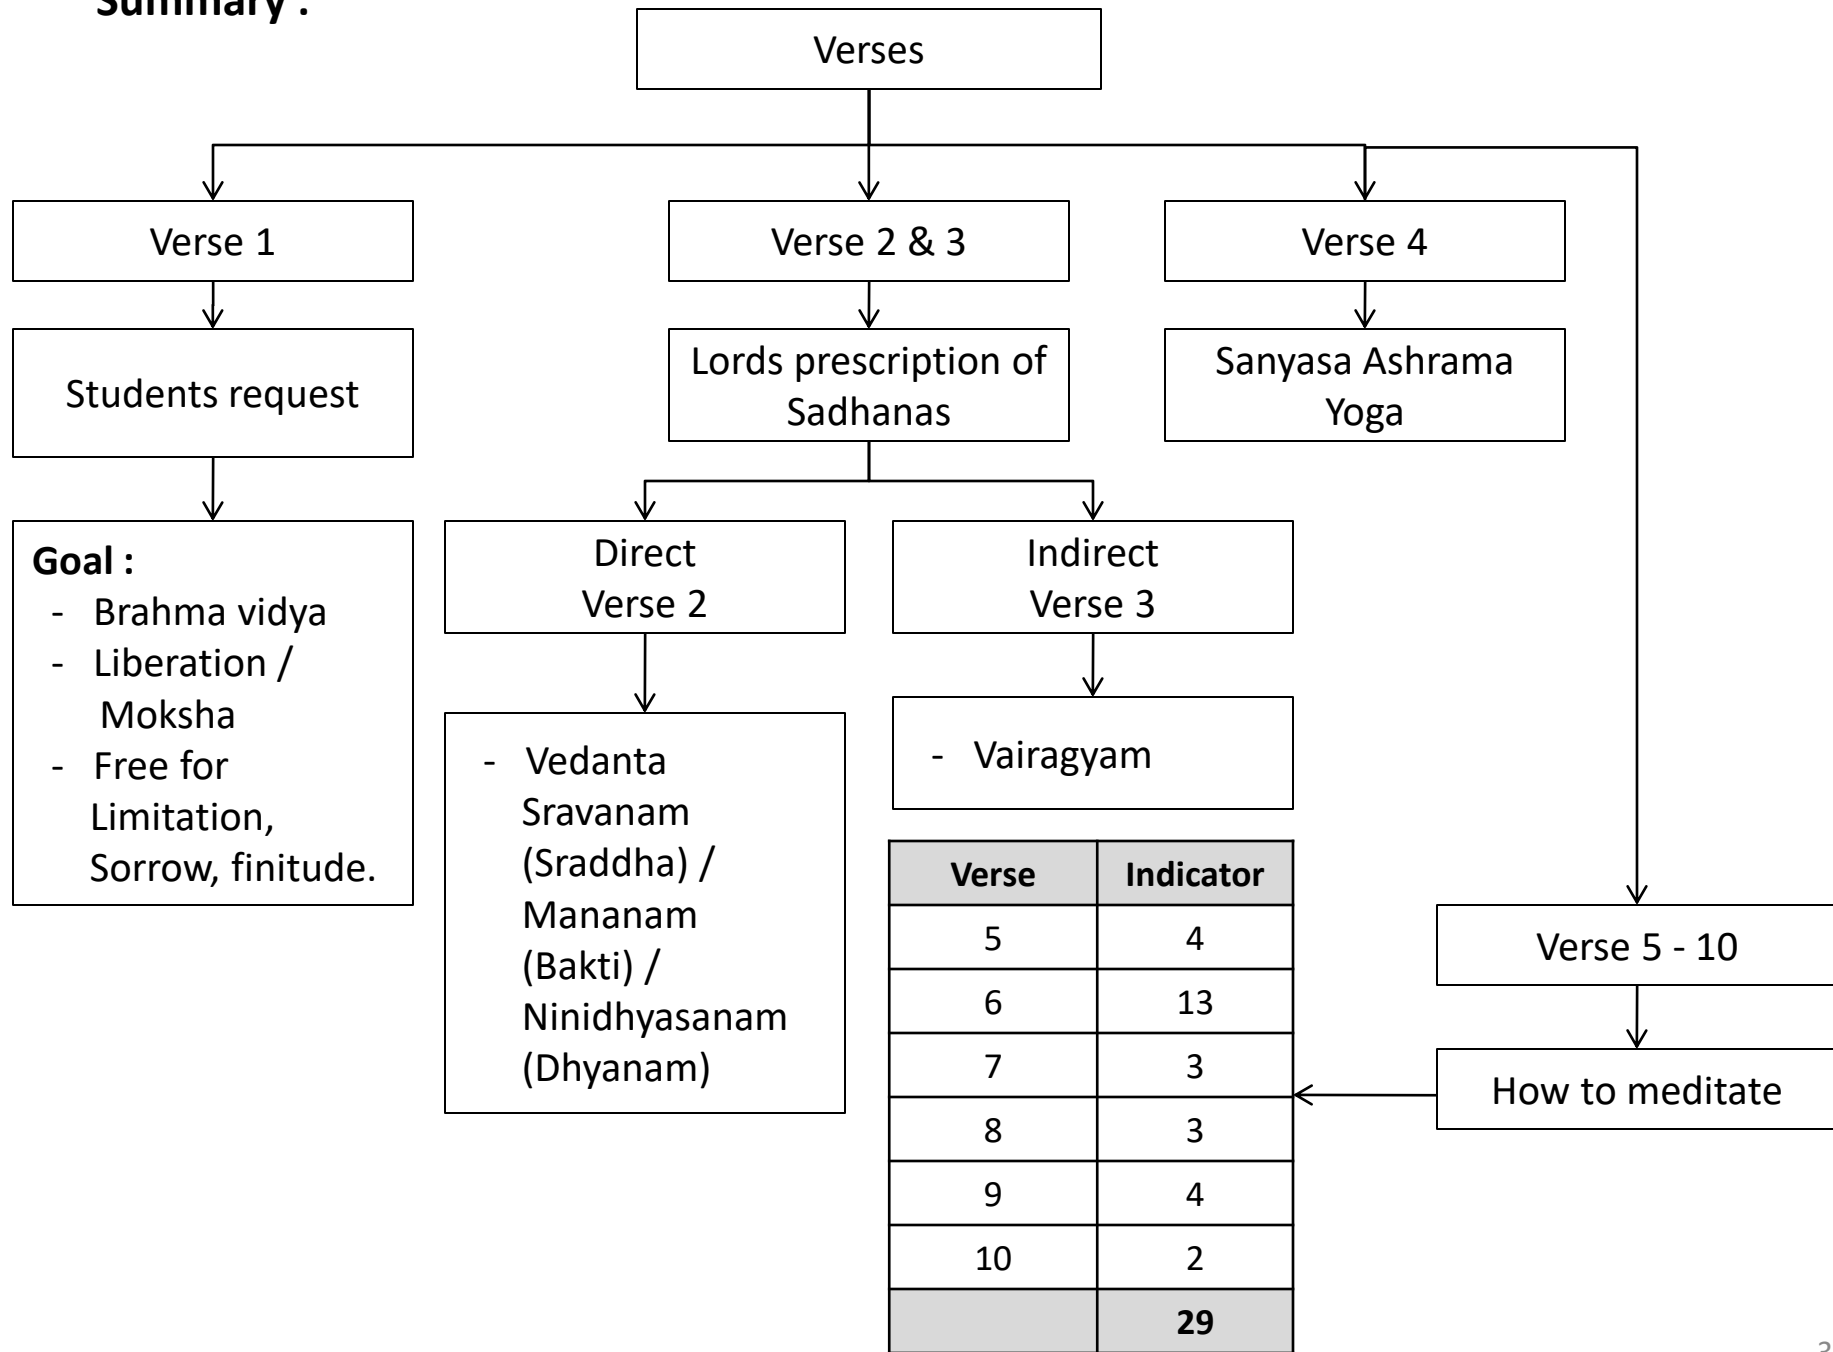 Summary :
Verses
Verse 1
Verse 2 & 3
Verse 4
Students request
Lords prescription of
Sadhanas
Sanyasa Ashrama
Yoga
Goal :
- Brahma vidya
- Liberation /
Moksha
- Free for
Limitation,
Sorrow, finitude.
Direct
Verse 2
Indirect
Verse 3
- Vedanta
Sravanam
(Sraddha) /
Mananam
(Bakti) /
Ninidhyasanam
(Dhyanam)
- Vairagyam
Verse Indicator
5 4
6 13
7 3
8 3
9 4
10 2
29
Verse 5 - 10
How to meditate